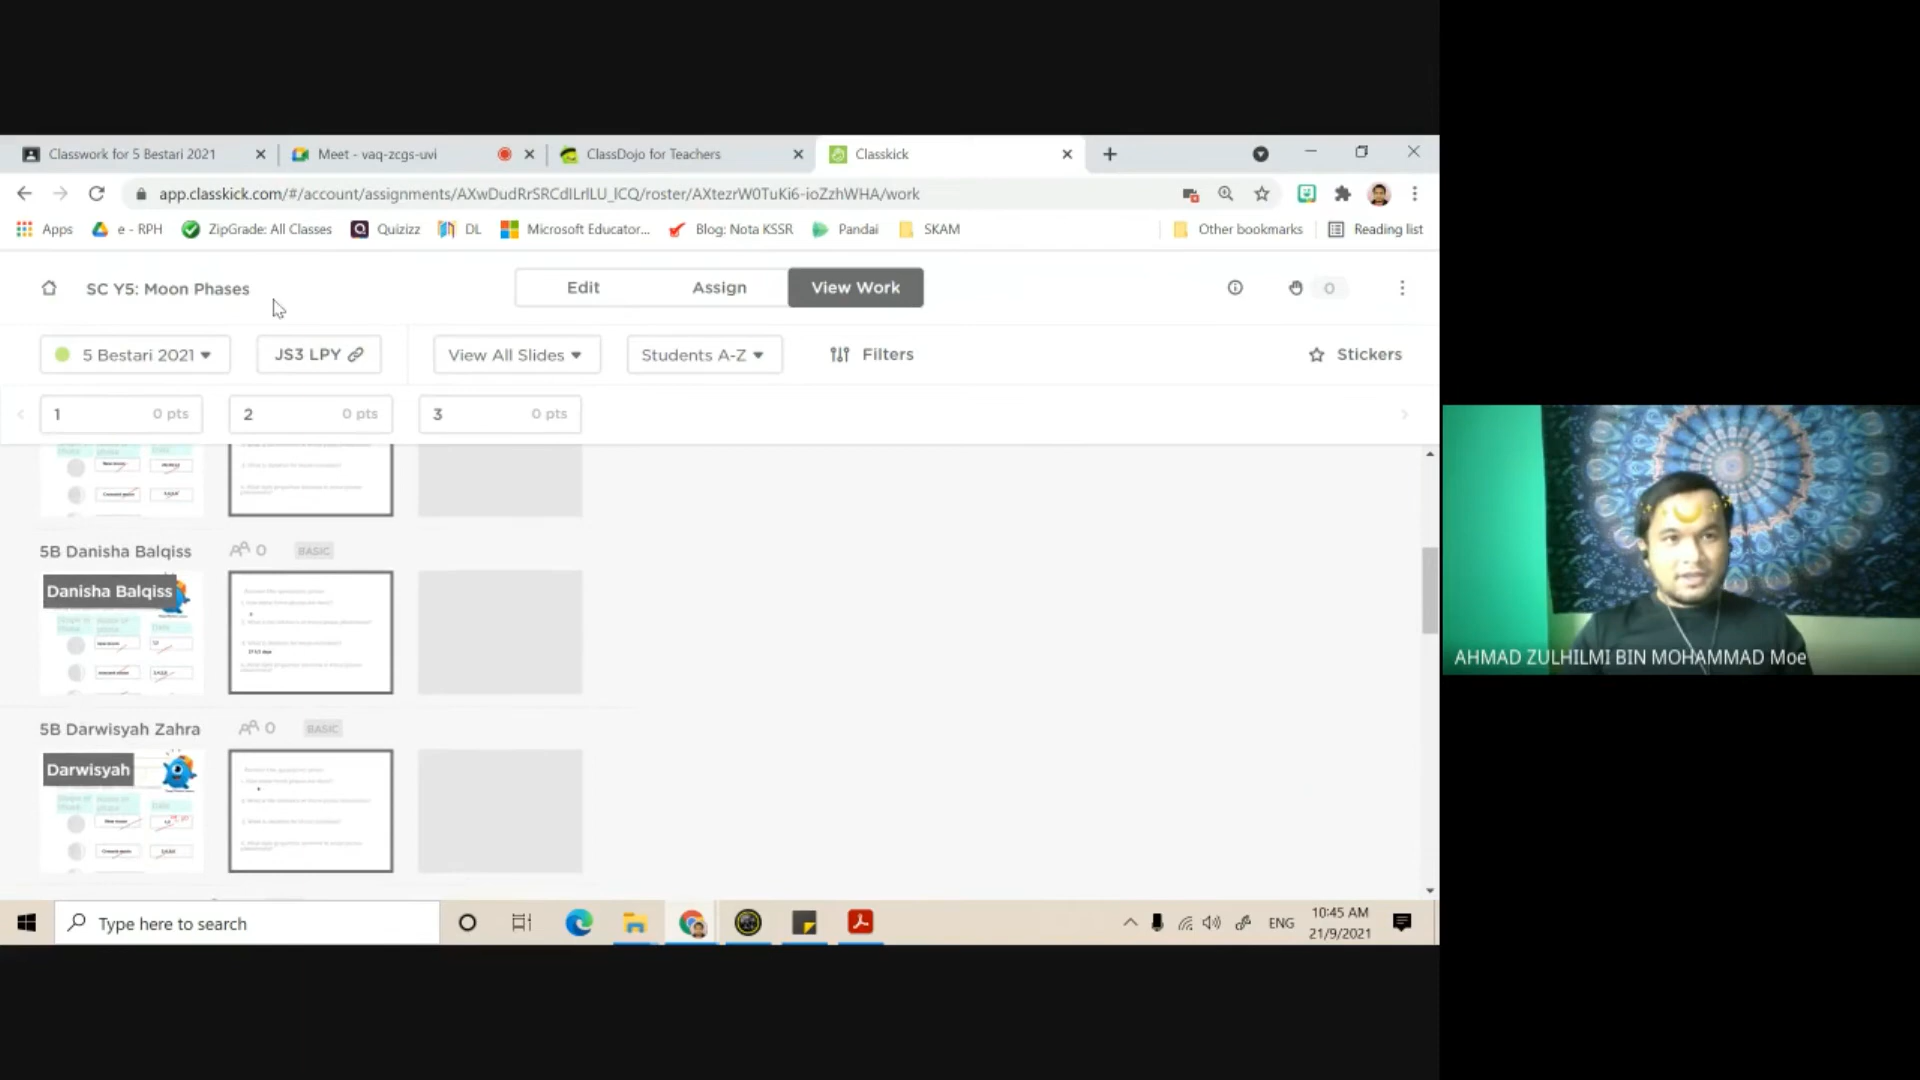 Classwork for 5 Bestari 2021
Meet - vaq-zcgs-uvi
ClassDojo for Teachers
Classkick
app.classkick.com/#/account/assignments/AXwDudRrSRCdlLrlLU_lCQ/roster/AXtezrW0TuKi6-ioZzhWHA/work
Apps e - RPH ZipGrade: All Classes Quizizz DL Microsoft Educator... Blog: Nota KSSR Pandai SKAM Other bookmarks Reading list
SC Y5: Moon Phases
Edit Assign View Work
0
5 Bestari 2021 JS3 LPY View All Slides Students A-Z Filters Stickers
1 0 pts 2 0 pts 3 0 pts
5B Danisha Balqiss 0 BASIC
Danisha Balqiss
5B Darwisyah Zahra 0 BASIC
Darwisyah
AHMAD ZULHILMI BIN MOHAMMAD Moe
Type here to search
ENG
10:45 AM
21/9/2021